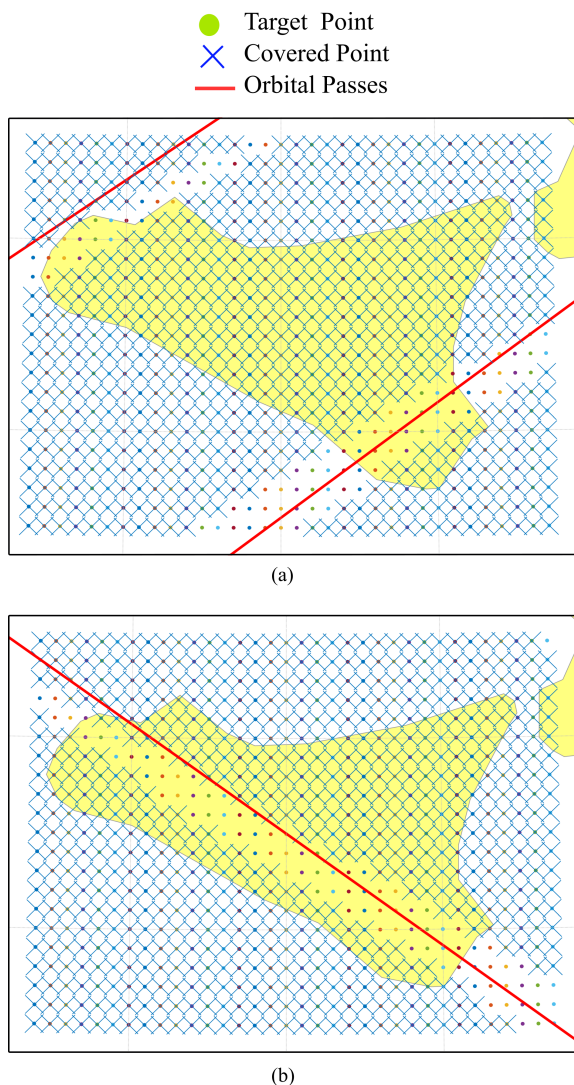 Target Point
Covered Point
Orbital Passes
(a)
(b)